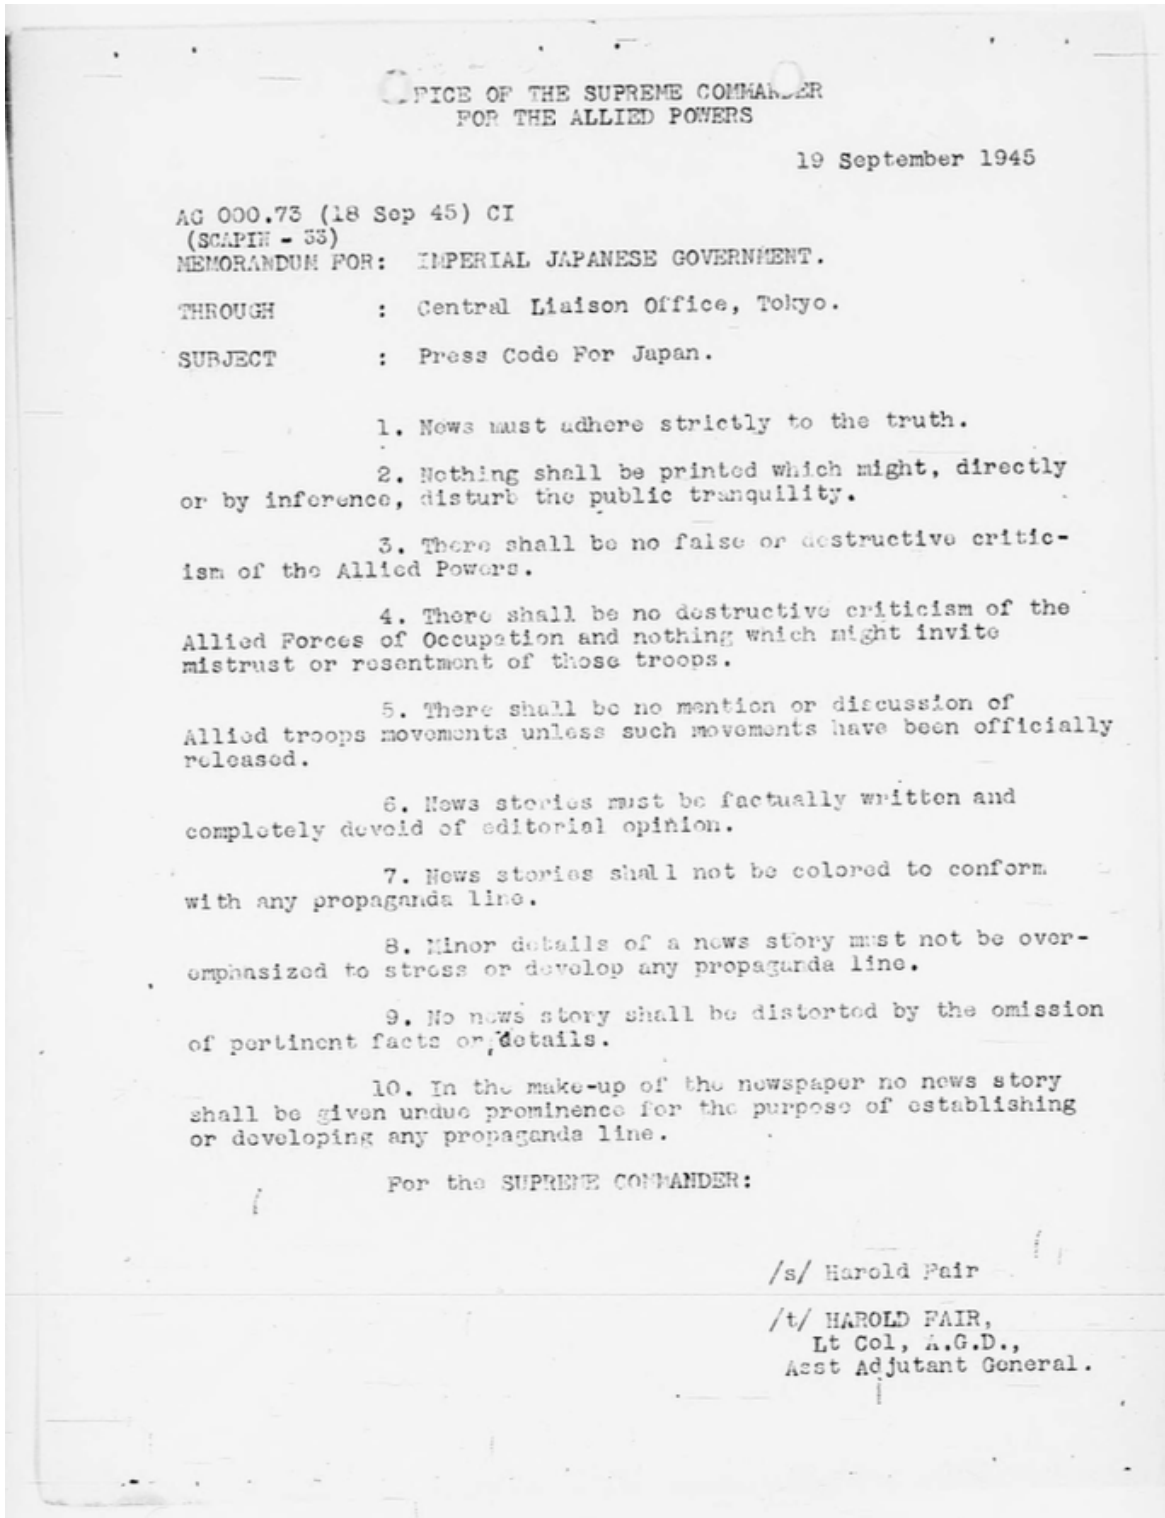 OFFICE OF THE SUPREME COMMANDER
FOR THE ALLIED POWERS
19 September 1945
AG 000.73 (18 Sep 45) CI
(SCAPIN - 33)
MEMORANDUM FOR: IMPERIAL JAPANESE GOVERNMENT.
THROUGH : Central Liaison Office, Tokyo.
SUBJECT : Press Code For Japan.
1. News must adhere strictly to the truth.
2. Nothing shall be printed which might, directly
or by inference, disturb the public tranquility.
3. There shall be no false or destructive critic-
ism of the Allied Powers.
4. There shall be no destructive criticism of the
Allied Forces of Occupation and nothing which might invite
mistrust or resentment of those troops.
5. There shall be no mention or discussion of
Allied troops movements unless such movements have been officially
released.
6. News stories must be factually written and
completely devoid of editorial opinion.
7. News stories shall not be colored to conform
with any propaganda line.
8. Minor details of a news story must not be over-
emphasized to stress or develop any propaganda line.
9. No news story shall be distorted by the omission
of pertinent facts or details.
10. In the make-up of the newspaper no news story
shall be given undue prominence for the purpose of establishing
or developing any propaganda line.
For the SUPREME COMMANDER:
/s/ Harold Fair
/t/ HAROLD FAIR,
Lt Col, A.G.D.,
Asst Adjutant General.